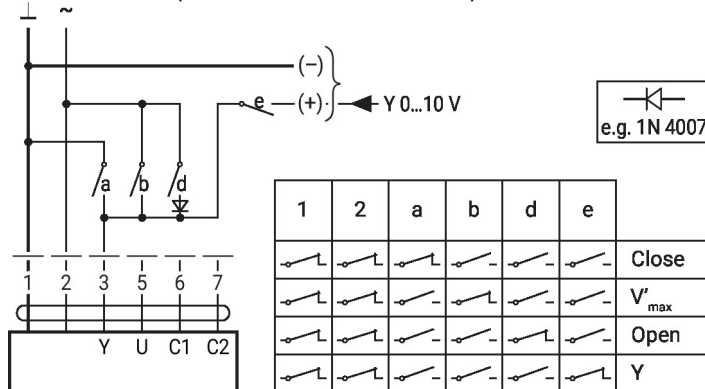 ⊥ ~
(−)
e (+) Y 0...10 V
e.g. 1N 4007
a b d
1 2 a b d e
Close
V'max
Open
Y
1 2 3 5 6 7
Y U C1 C2